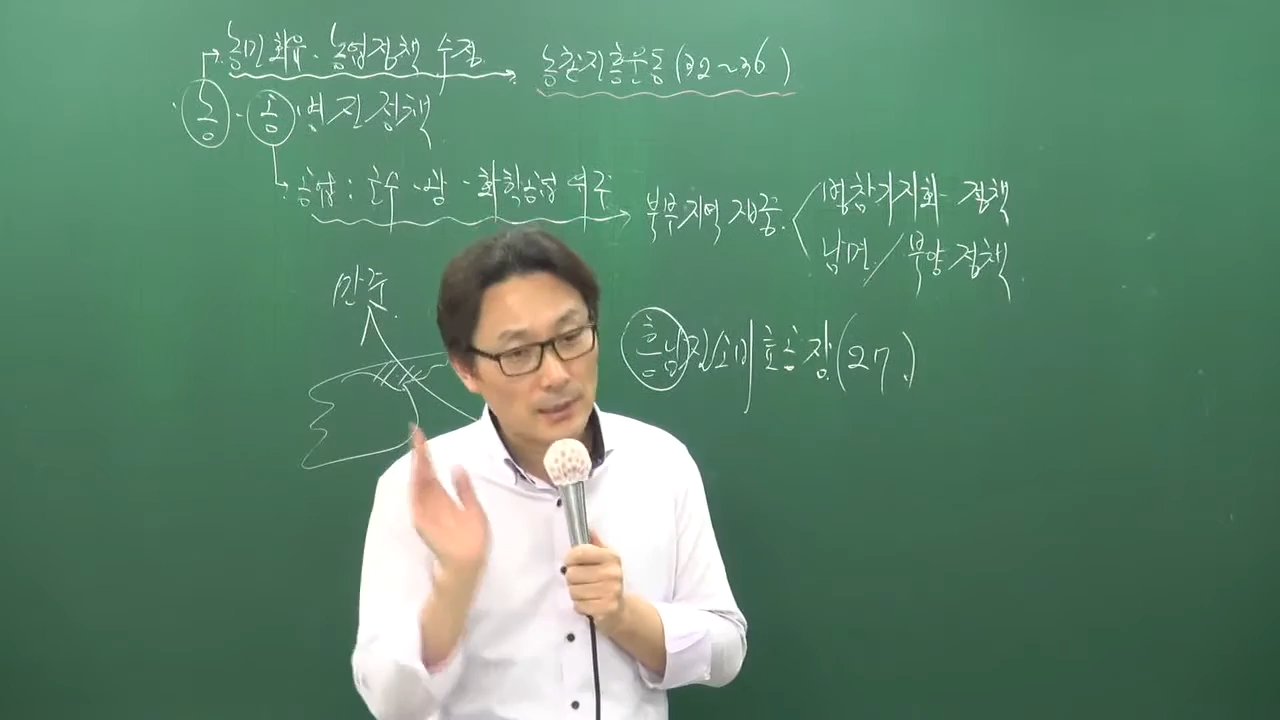 농민회유·농업정책 수정 → 농촌진흥운동(32~36)
농·공 병진정책
공업: 군수·광·화학공업 위주 → 북부지역 집중
병참기지화 정책
남면/북양 정책
만주
흥남질소비료공장(27.)